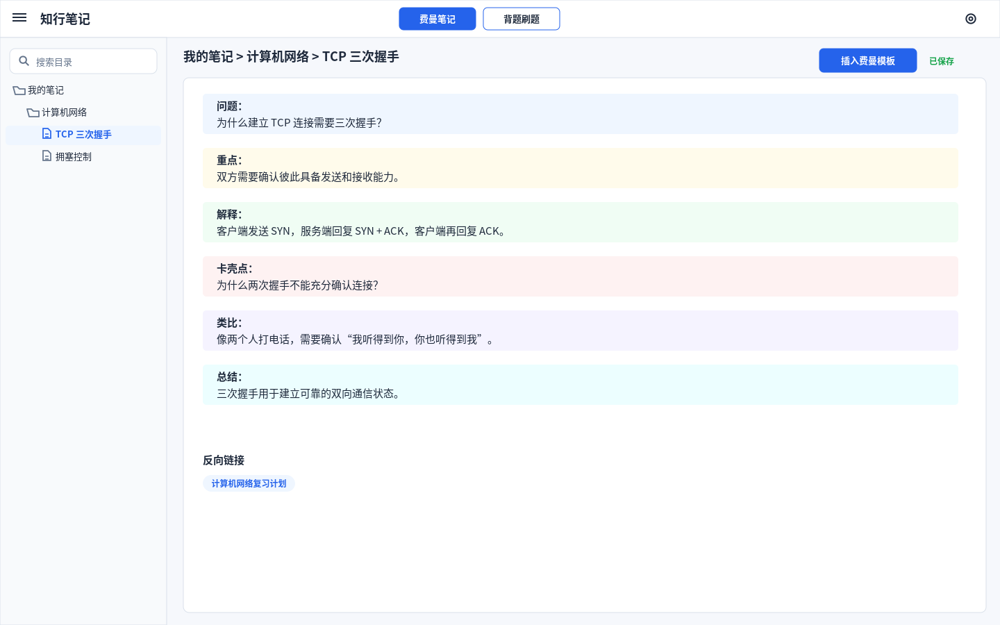 知行笔记
费曼笔记
背题刷题
搜索目录
我的笔记
计算机网络
TCP 三次握手
拥塞控制
我的笔记 > 计算机网络 > TCP 三次握手
插入费曼模板
已保存
问题：
为什么建立 TCP 连接需要三次握手？
重点：
双方需要确认彼此具备发送和接收能力。
解释：
客户端发送 SYN，服务端回复 SYN + ACK，客户端再回复 ACK。
卡壳点：
为什么两次握手不能充分确认连接？
类比：
像两个人打电话，需要确认“我听得到你，你也听得到我”。
总结：
三次握手用于建立可靠的双向通信状态。
反向链接
计算机网络复习计划